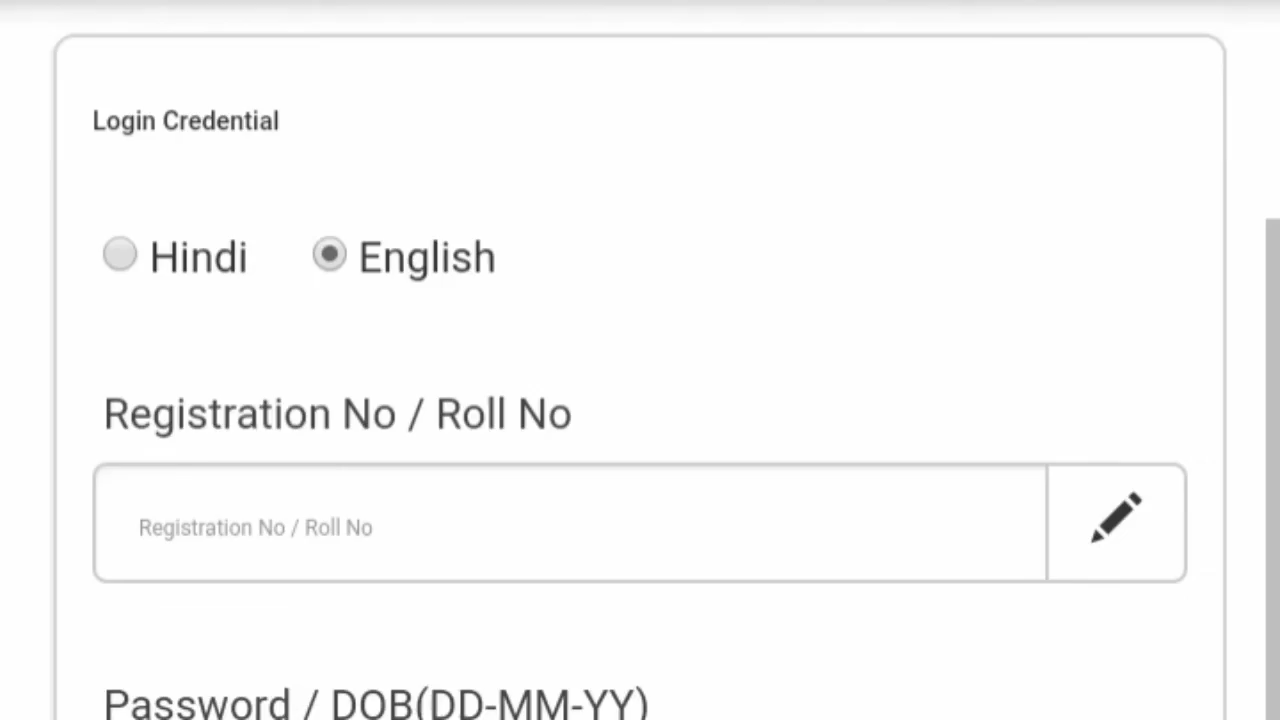 Login Credential
Hindi English
Registration No / Roll No
Registration No / Roll No
Password / DOB(DD-MM-YY)